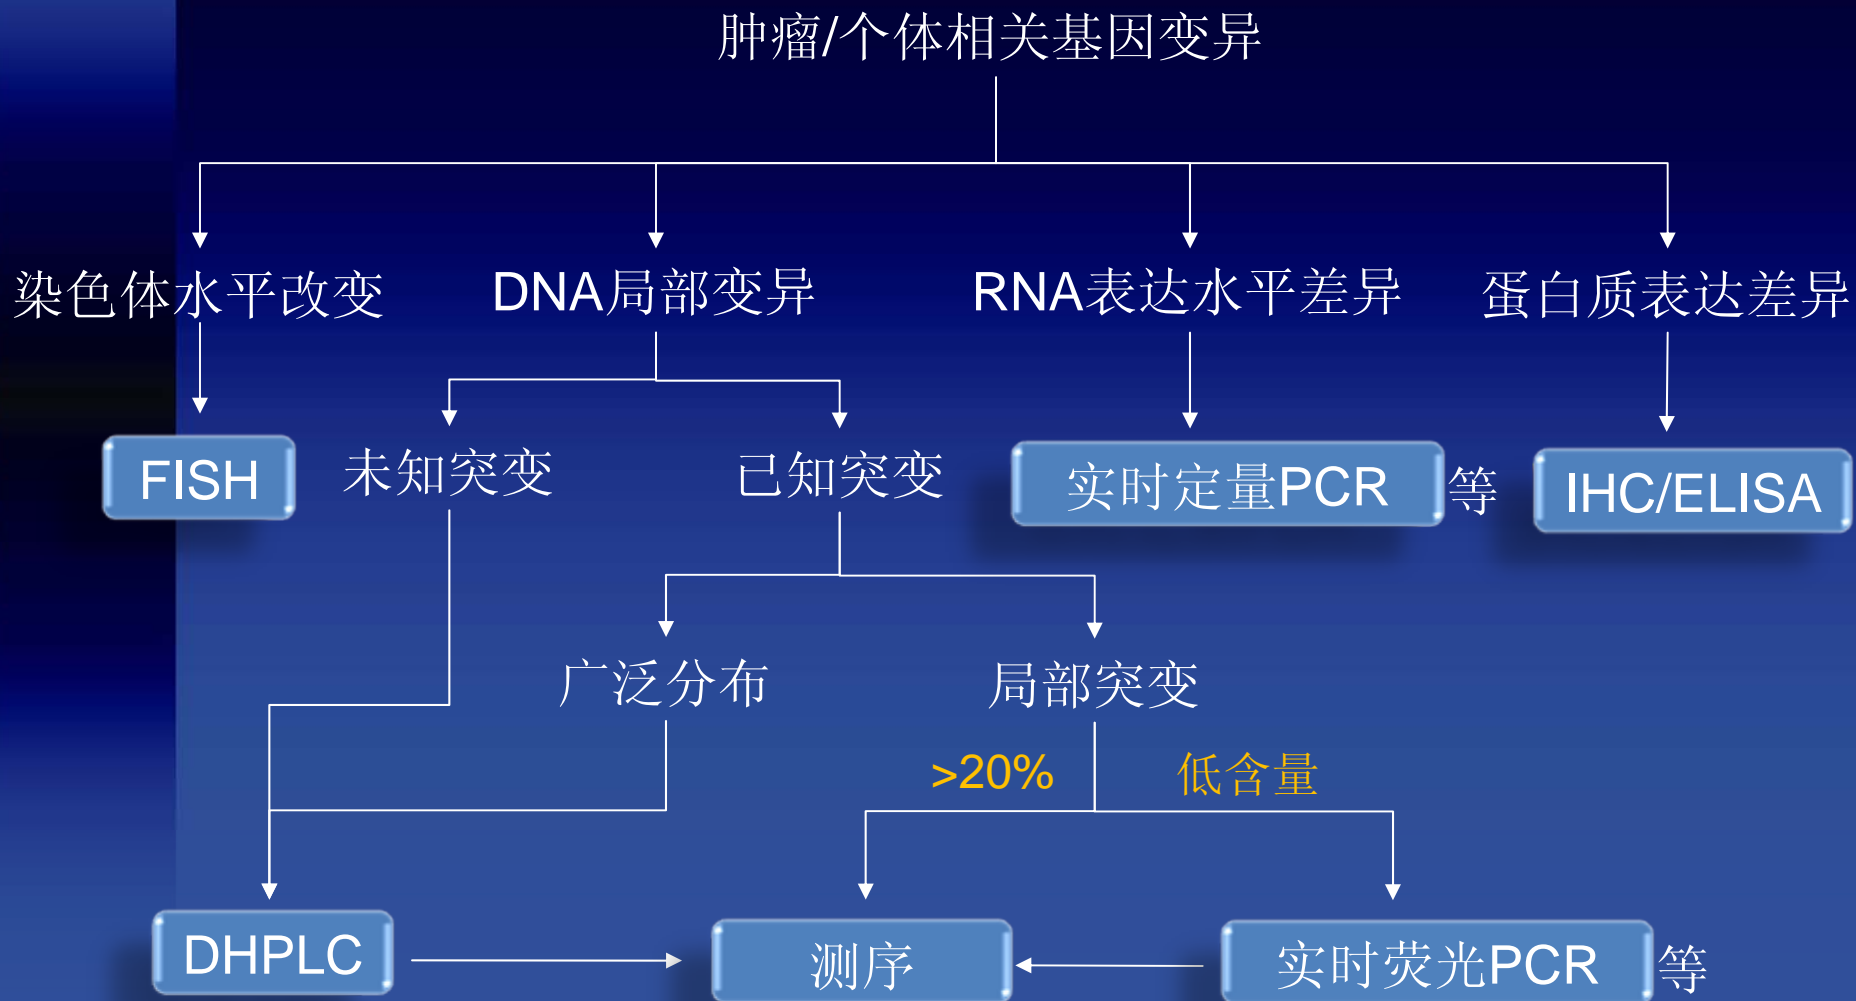 肿瘤/个体相关基因变异
染色体水平改变
DNA局部变异
RNA表达水平差异
蛋白质表达差异
FISH
未知突变
已知突变
实时定量PCR 等
IHC/ELISA
广泛分布
局部突变
>20%
低含量
DHPLC
测序
实时荧光PCR 等